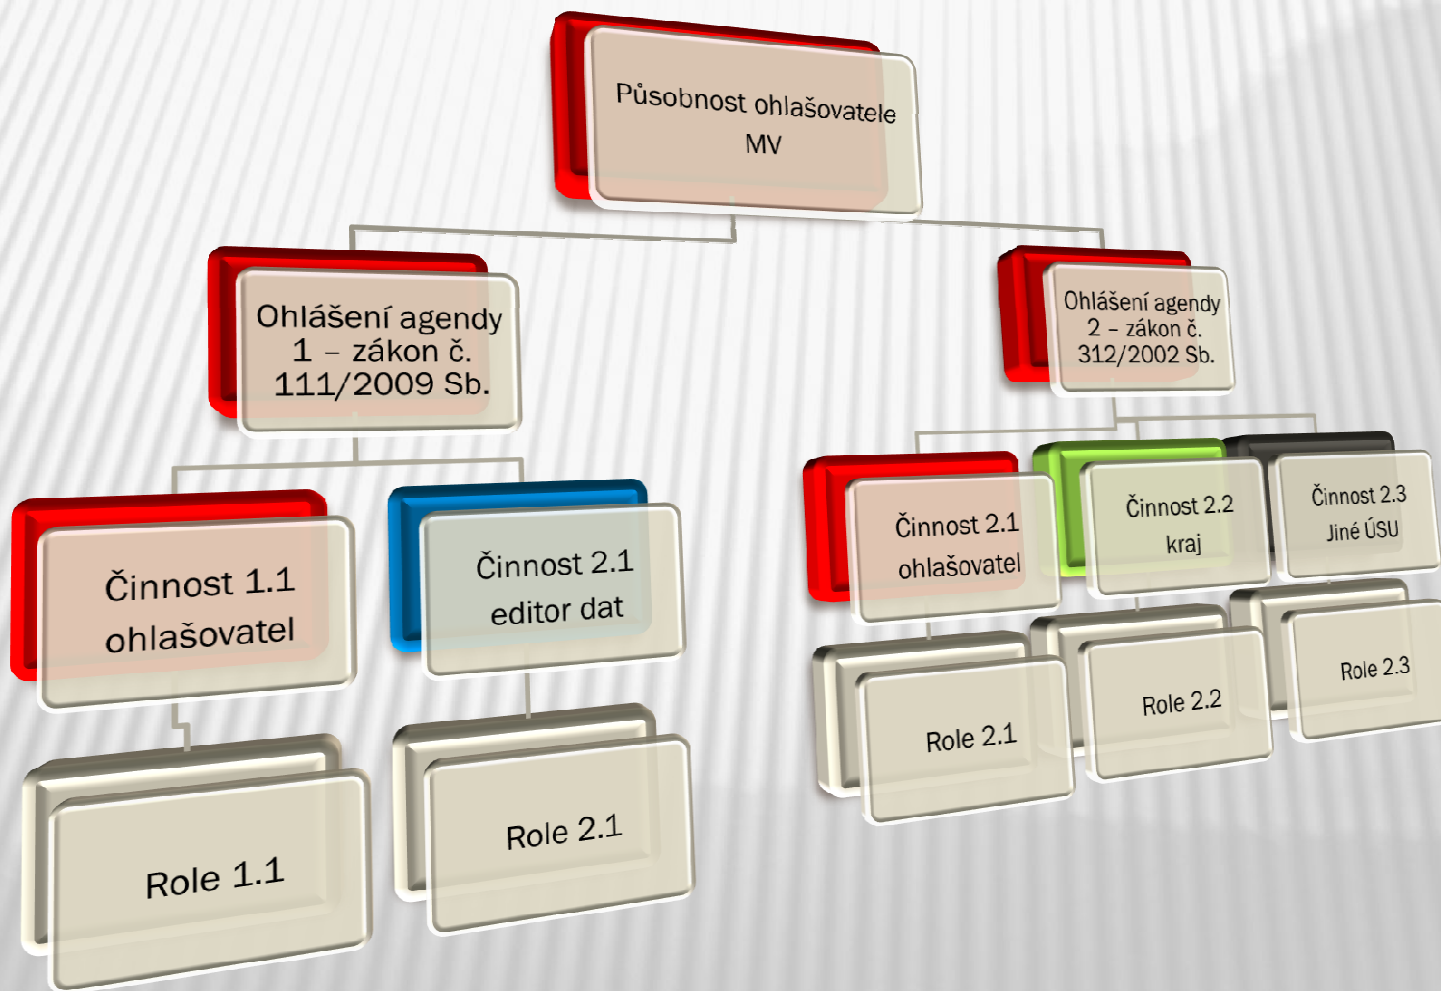 Působnost ohlašovatele
MV
Ohlášení agendy
1 – zákon č.
111/2009 Sb.
Ohlášení agendy
2 – zákon č.
312/2002 Sb.
Činnost 1.1
ohlašovatel
Činnost 2.1
editor dat
Činnost 2.1
ohlašovatel
Činnost 2.2
kraj
Činnost 2.3
Jiné ÚSU
Role 1.1
Role 2.1
Role 2.1
Role 2.2
Role 2.3